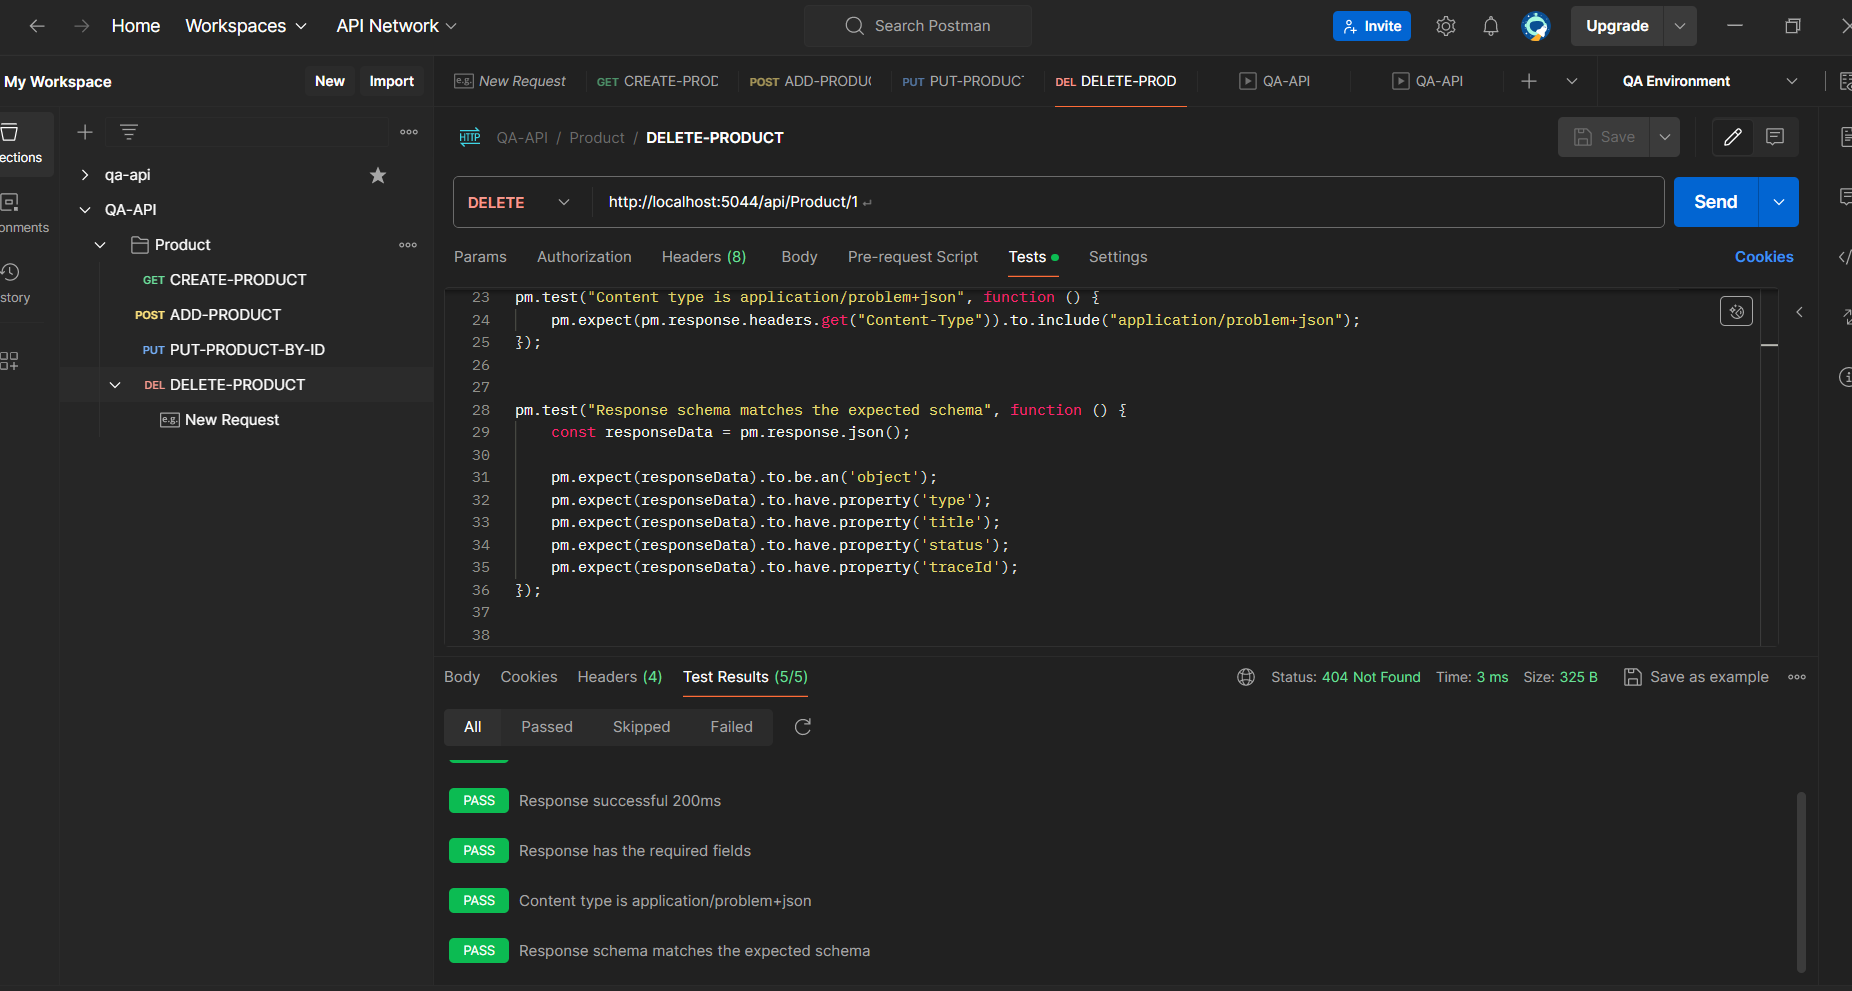 Home Workspaces API Network Search Postman Invite Upgrade
My Workspace New Import
e.g. New Request GET CREATE-PROD POST ADD-PRODU PUT PUT-PRODUCT DEL DELETE-PROD QA-API QA-API QA Environment
HTTP QA-API / Product / DELETE-PRODUCT Save
ections
onments
story
qa-api
QA-API
Product
GET CREATE-PRODUCT
POST ADD-PRODUCT
PUT PUT-PRODUCT-BY-ID
DEL DELETE-PRODUCT
e.g. New Request
DELETE http://localhost:5044/api/Product/1 Send
Params Authorization Headers (8) Body Pre-request Script Tests Settings Cookies
23 pm.test("Content type is application/problem+json", function () {
24 pm.expect(pm.response.headers.get("Content-Type")).to.include("application/problem+json");
25 });
26
27
28 pm.test("Response schema matches the expected schema", function () {
29 const responseData = pm.response.json();
30
31 pm.expect(responseData).to.be.an('object');
32 pm.expect(responseData).to.have.property('type');
33 pm.expect(responseData).to.have.property('title');
34 pm.expect(responseData).to.have.property('status');
35 pm.expect(responseData).to.have.property('traceId');
36 });
37
38
Body Cookies Headers (4) Test Results (5/5) Status: 404 Not Found Time: 3 ms Size: 325 B Save as example
All Passed Skipped Failed
PASS Response successful 200ms
PASS Response has the required fields
PASS Content type is application/problem+json
PASS Response schema matches the expected schema